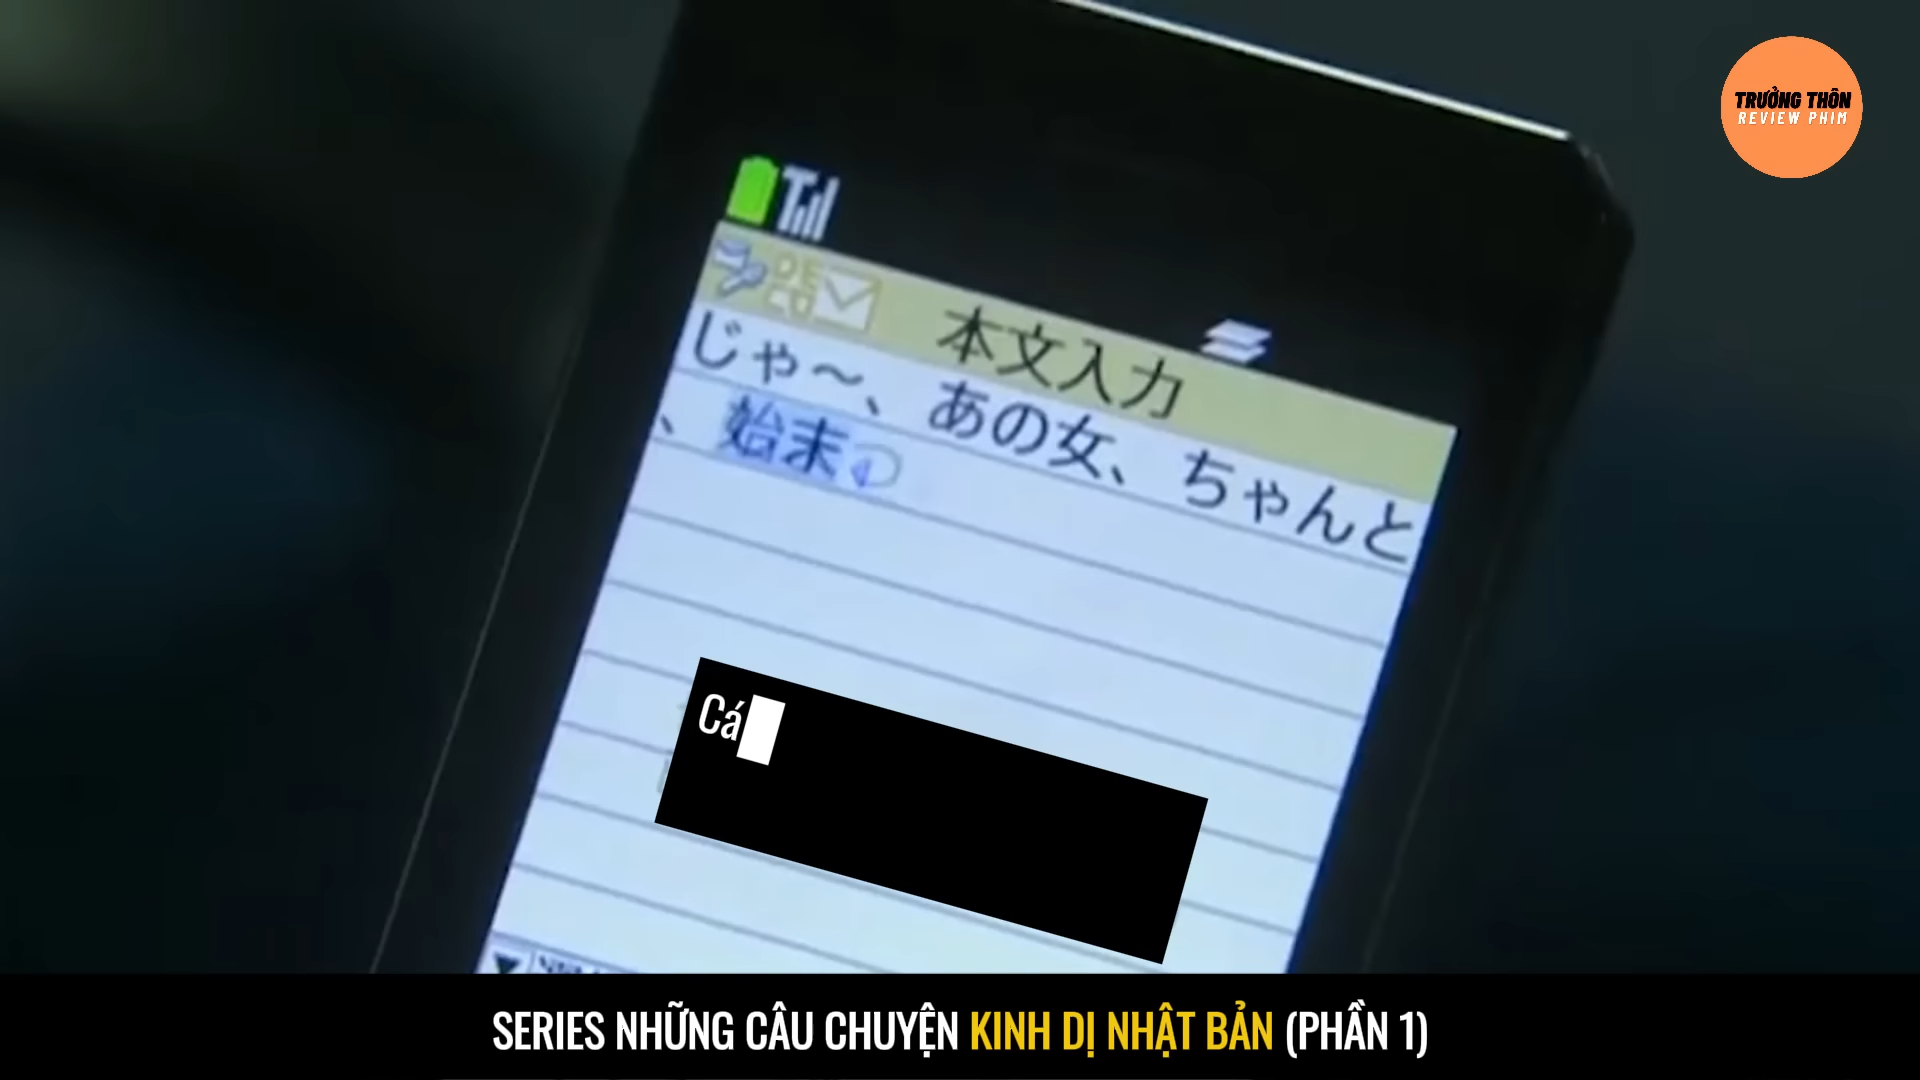 TRƯỞNG THÔN
REVIEW PHIM
本文入力
じゃ～、あの女、ちゃんと
、始末
Cá
SERIES NHỮNG CÂU CHUYỆN KINH DỊ NHẬT BẢN (PHẦN 1)